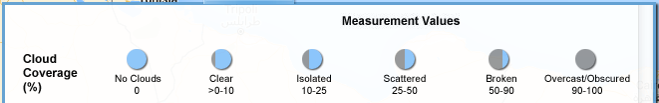 Measurement Values
Cloud
Coverage
(%)
No Clouds
0
Clear
>0-10
Isolated
10-25
Scattered
25-50
Broken
50-90
Overcast/Obscured
90-100